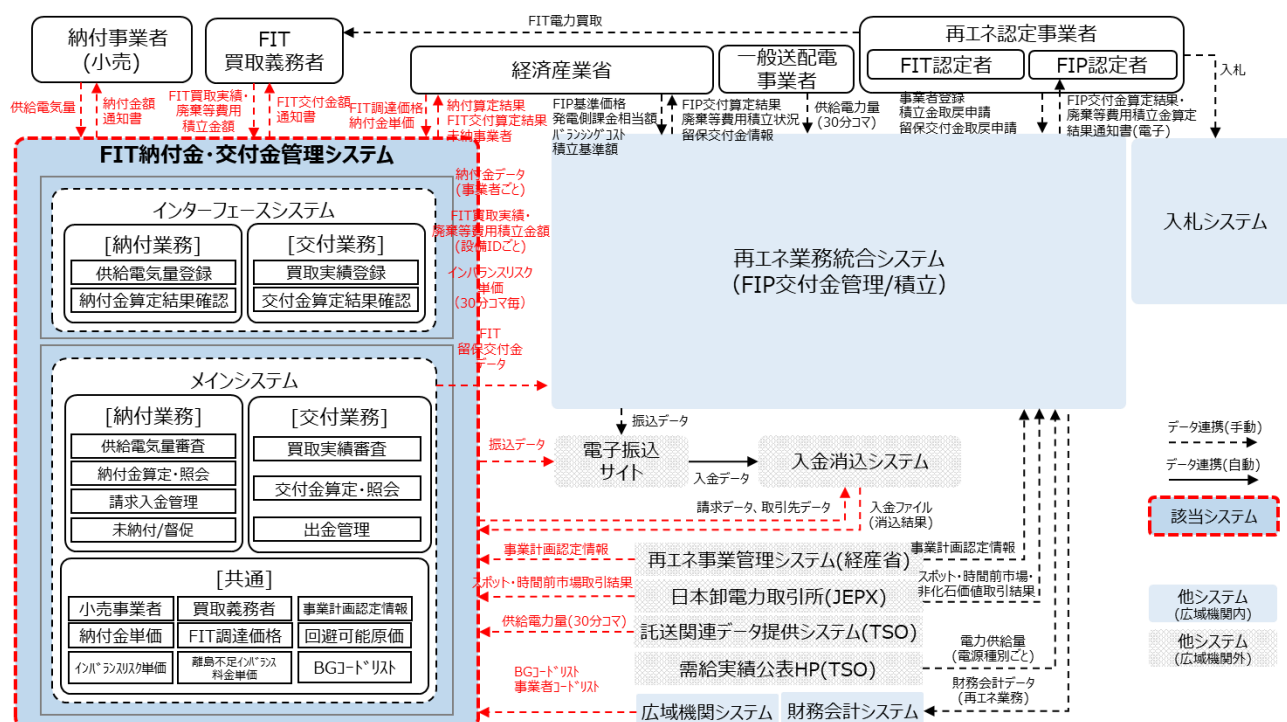 FIT電力買取
納付事業者
(小売)
FIT
買取義務者
経済産業省
一般送配電
事業者
再エネ認定事業者
FIT認定者
FIP認定者
入札
供給電気量
納付金額
通知書
FIT買取実績・
廃棄等費用
積立金額
FIT交付金額
通知書
FIT調達価格
納付金単価
納付算定結果
FIT交付算定結果
未納事業者
FIP基準価格
発電側課金相当額
バランシングコスト
積立基準額
FIP交付算定結果
廃棄等費用積立状況
留保交付金情報
供給電力量
(30分コマ)
事業者登録
積立金取戻申請
留保交付金取戻申請
FIP交付金算定結果・
廃棄等費用積立金算定
結果通知書(電子)
FIT納付金・交付金管理システム
インターフェースシステム
[納付業務]
供給電気量登録
納付金算定結果確認
[交付業務]
買取実績登録
交付金算定結果確認
納付金データ
(事業者ごと)
FIT買取実績・
廃棄等費用積立金額
(設備IDごと)
インバランスリスク
単価
(30分コマ毎)
FIT
留保交付金
データ
再エネ業務統合システム
(FIP交付金管理/積立)
入札システム
メインシステム
[納付業務]
供給電気量審査
納付金算定・照会
請求入金管理
未納付/督促
[交付業務]
買取実績審査
交付金算定・照会
出金管理
[共通]
小売事業者
買取義務者
事業計画認定情報
納付金単価
FIT調達価格
回避可能原価
インバランスリスク単価
離島不足インバランス
料金単価
BGコードリスト
振込データ
振込データ
電子振込
サイト
入金データ
入金消込システム
請求データ、取引先データ
入金ファイル
(消込結果)
事業計画認定情報
再エネ事業管理システム(経産省)
事業計画認定情報
スポット・時間前市場取引結果
日本卸電力取引所(JEPX)
スポット・時間前市場・
非化石価値取引結果
供給電力量(30分コマ)
託送関連データ提供システム(TSO)
需給実績公表HP(TSO)
電力供給量
(電源種別ごと)
BGコードリスト
事業者コードリスト
広域機関システム
財務会計システム
財務会計データ
(再エネ業務)
データ連携(手動)
データ連携(自動)
該当システム
他システム
(広域機関内)
他システム
(広域機関外)